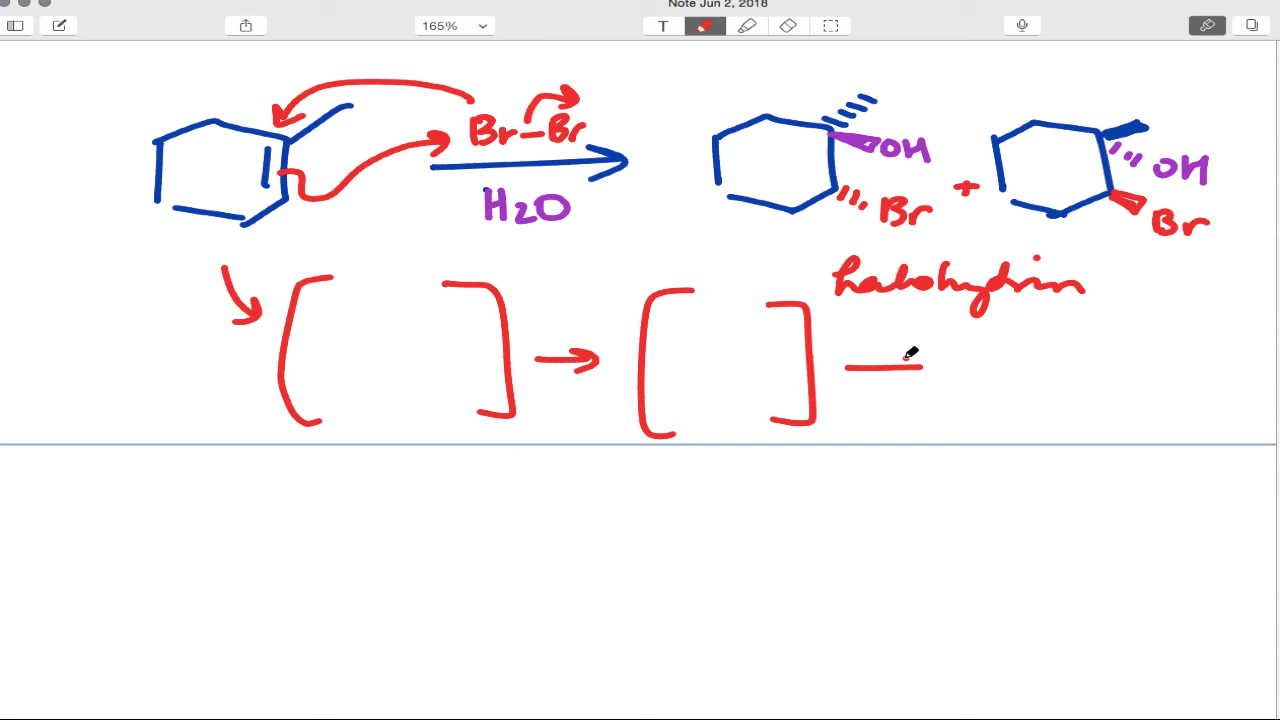 Note Jun 2, 2018
165%
T
Br–Br
H2O
OH
Br
+
OH
Br
halohydrin